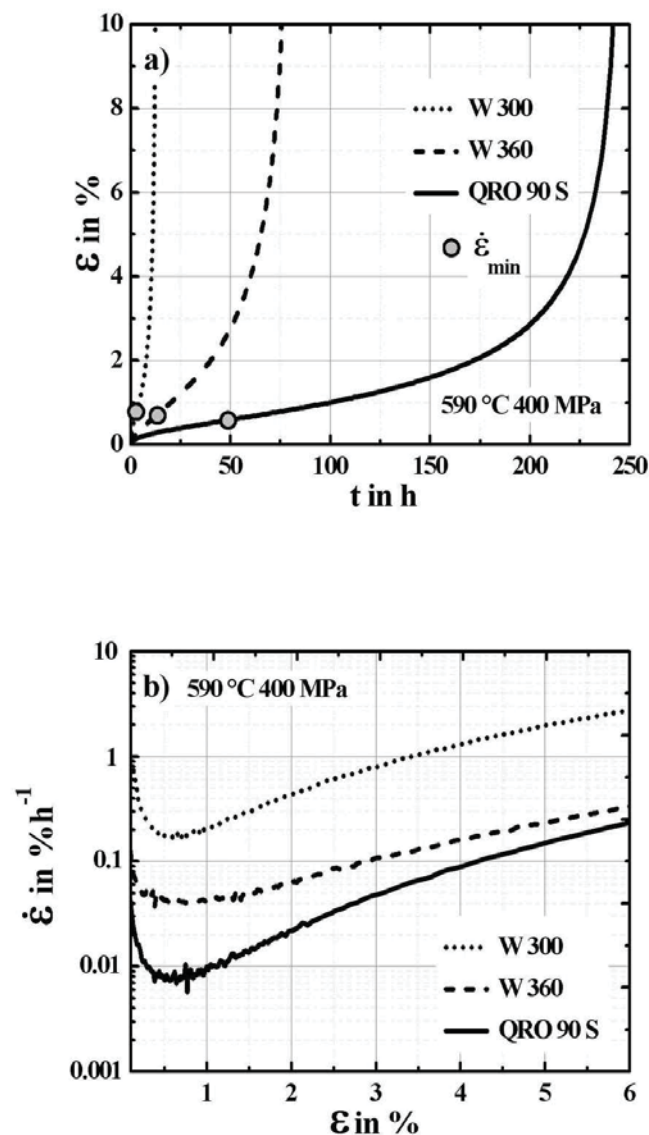 10
a)
W 300
8
W 360
QRO 90 S
6
ε̇min
4
2
590 °C 400 MPa
0
0 50 100 150 200 250
t in h
ε in %
10
b) 590 °C 400 MPa
1
0.1
W 300
W 360
0.01
QRO 90 S
0.001
1 2 3 4 5 6
ε in %
ε̇ in %h-1